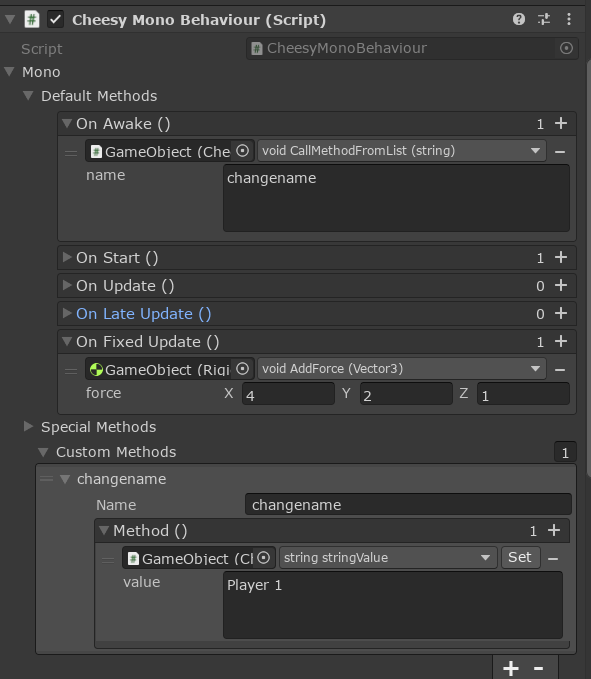 Cheesy Mono Behaviour (Script)
Script CheesyMonoBehaviour
Mono
Default Methods
On Awake () 1
GameObject (Che void CallMethodFromList (string)
name changename
On Start () 1
On Update () 0
On Late Update () 0
On Fixed Update () 1
GameObject (Rigi void AddForce (Vector3)
force X 4 Y 2 Z 1
Special Methods
Custom Methods 1
changename
Name changename
Method () 1
GameObject (Cl string stringValue Set
value Player 1